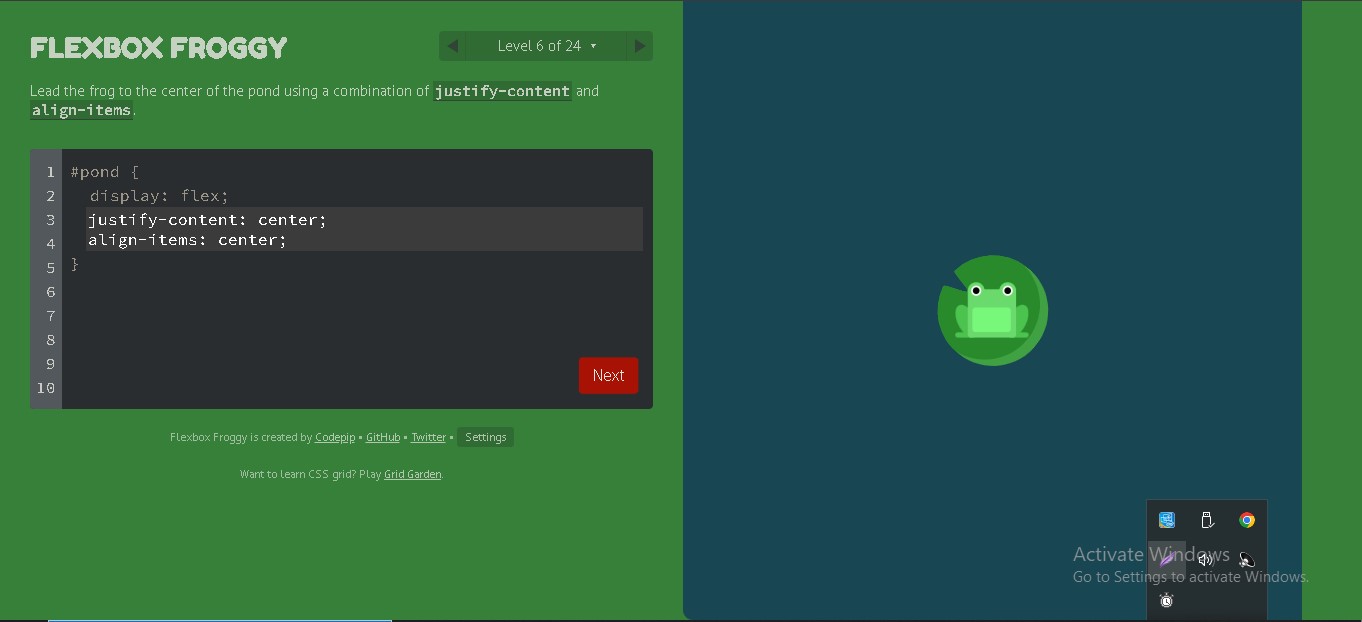 FLEXBOX FROGGY
Level 6 of 24
Lead the frog to the center of the pond using a combination of justify-content and
align-items.
1 #pond {
2 display: flex;
3 justify-content: center;
4 align-items: center;
5 }
6
7
8
9
10
Next
Flexbox Froggy is created by Codepip • GitHub • Twitter • Settings
Want to learn CSS grid? Play Grid Garden.
Activate Windows
Go to Settings to activate Windows.